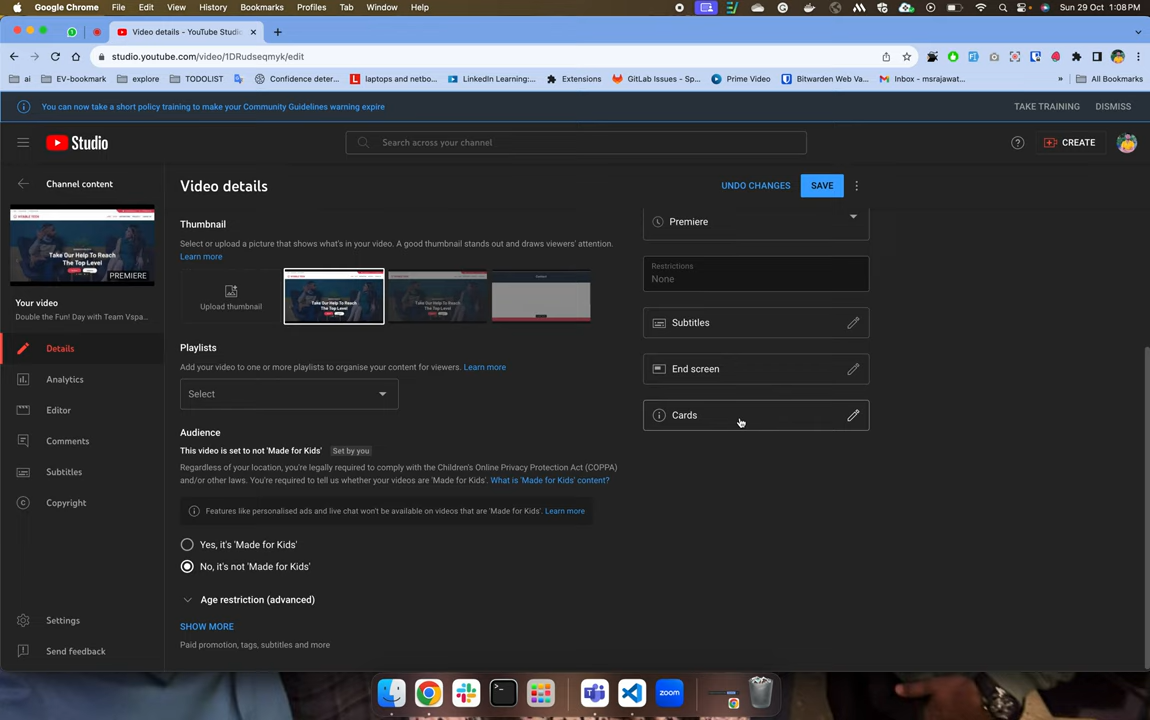 Google Chrome File Edit View History Bookmarks Profiles Tab Window Help Sun 29 Oct 1:08 PM
Video details - YouTube Studio
studio.youtube.com/video/1DRudseqmyk/edit
ai EV-bookmark explore TODOLIST Confidence deter... laptops and netbo... LinkedIn Learning:... Extensions GitLab Issues - Sp... Prime Video Bitwarden Web Va... Inbox - msrajawat... » All Bookmarks
You can now take a short policy training to make your Community Guidelines warning expire TAKE TRAINING DISMISS
Studio Search across your channel CREATE
Channel content
PREMIERE
Your video
Double the Fun! Day with Team Vspa...
Details
Analytics
Editor
Comments
Subtitles
Copyright
Settings
Send feedback
Video details UNDO CHANGES SAVE
Thumbnail
Select or upload a picture that shows what's in your video. A good thumbnail stands out and draws viewers' attention.
Learn more
Upload thumbnail
Take Our Help To Reach
The Top Level
Playlists
Add your video to one or more playlists to organise your content for viewers. Learn more
Select
Audience
This video is set to not 'Made for Kids' Set by you
Regardless of your location, you're legally required to comply with the Children's Online Privacy Protection Act (COPPA)
and/or other laws. You're required to tell us whether your videos are 'Made for Kids'. What is 'Made for Kids' content?
Features like personalised ads and live chat won't be available on videos that are 'Made for Kids'. Learn more
Yes, it's 'Made for Kids'
No, it's not 'Made for Kids'
Age restriction (advanced)
SHOW MORE
Paid promotion, tags, subtitles and more
Premiere
Restrictions
None
Subtitles
End screen
Cards
zoom